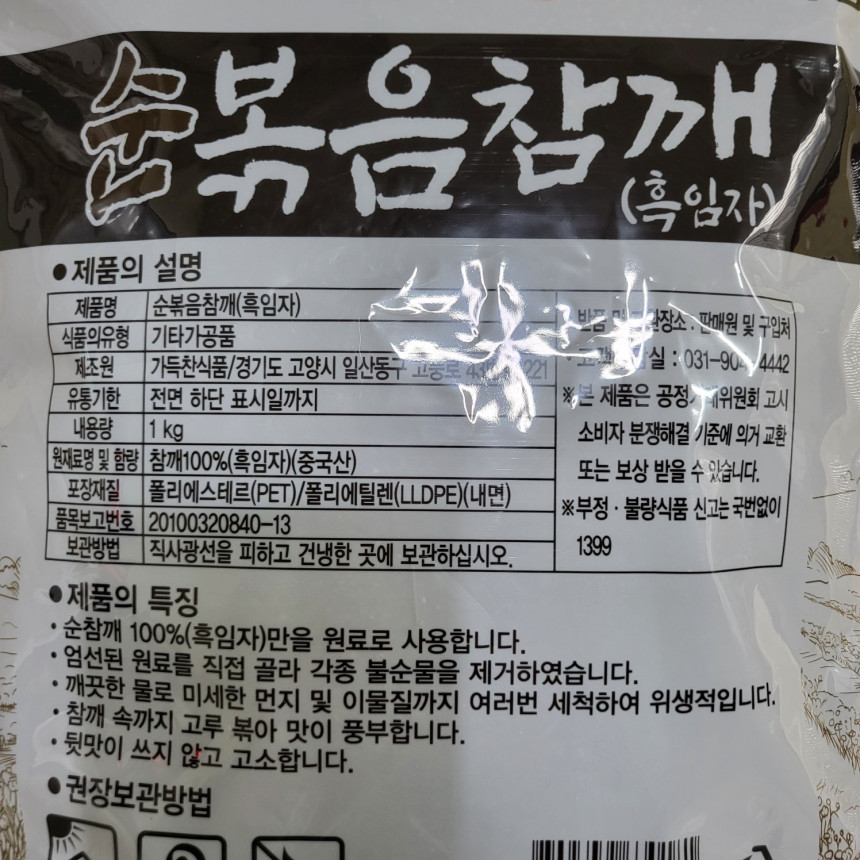 순볶음참깨
(흑임자)
●제품의 설명
제품명 순볶음참깨(흑임자)
식품의유형 기타가공품
제조원 가득찬식품/경기도 고양시 일산동구 고풍로
유통기한 전면 하단 표시일까지
내용량 1 kg
원재료명 및 함량 참깨100%(흑임자)(중국산)
포장재질 폴리에스테르(PET)/폴리에틸렌(LLDPE)(내면)
품목보고번호 20100320840-13
보관방법 직사광선을 피하고 건냉한 곳에 보관하십시오.
반품 및 : 판매원 및 구입처
※본 제품은 고시
소비자 분쟁해결 기준에 의거 교환
또는 보상 받을 수 있습니다.
※부정 · 불량식품 신고는 국번없이
1399
●제품의 특징
· 순참깨 100%(흑임자)만을 원료로 사용합니다.
· 엄선된 원료를 직접 골라 각종 불순물을 제거하였습니다.
· 깨끗한 물로 미세한 먼지 및 이물질까지 여러번 세척하여 위생적입니다.
· 참깨 속까지 고루 볶아 맛이 풍부합니다.
· 뒷맛이 쓰지 않고 고소합니다.
●권장보관방법